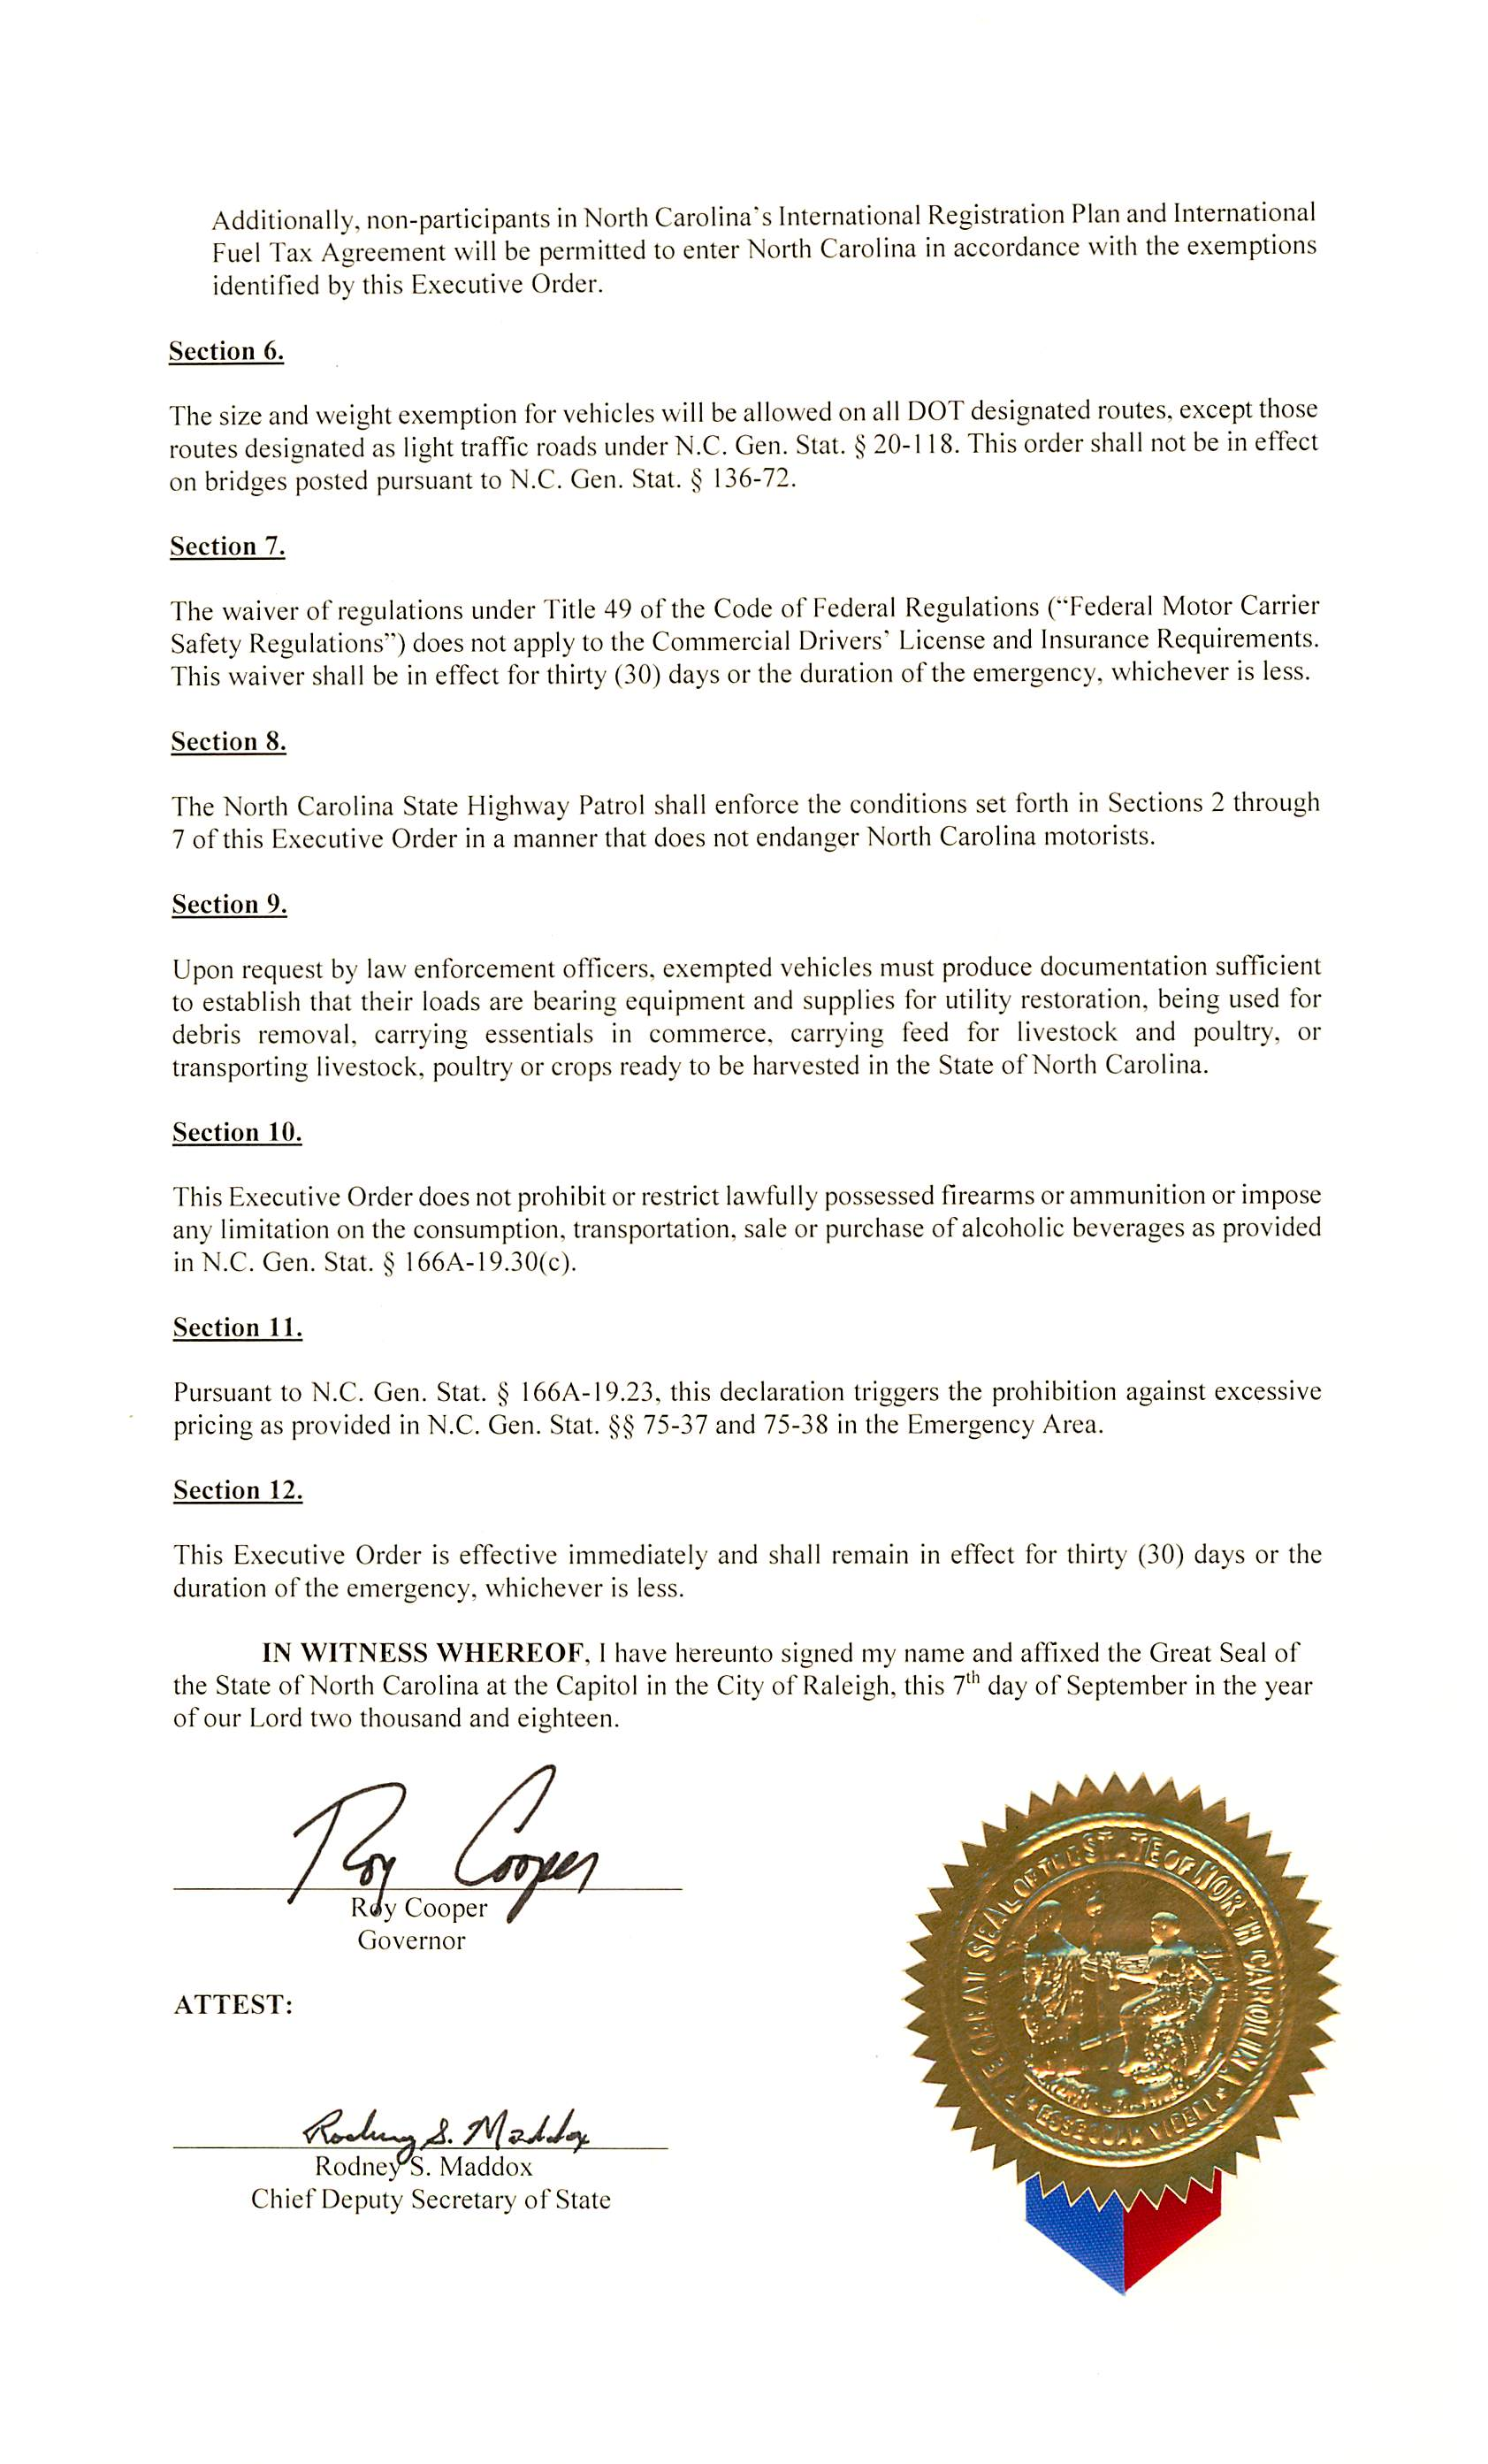 Additionally, non-participants in North Carolina's International Registration Plan and International
Fuel Tax Agreement will be permitted to enter North Carolina in accordance with the exemptions
identified by this Executive Order.
Section 6.
The size and weight exemption for vehicles will be allowed on all DOT designated routes, except those
routes designated as light traffic roads under N.C. Gen. Stat. § 20-118. This order shall not be in effect
on bridges posted pursuant to N.C. Gen. Stat. § 136-72.
Section 7.
The waiver of regulations under Title 49 of the Code of Federal Regulations (“Federal Motor Carrier
Safety Regulations”) does not apply to the Commercial Drivers' License and Insurance Requirements.
This waiver shall be in effect for thirty (30) days or the duration of the emergency, whichever is less.
Section 8.
The North Carolina State Highway Patrol shall enforce the conditions set forth in Sections 2 through
7 of this Executive Order in a manner that does not endanger North Carolina motorists.
Section 9.
Upon request by law enforcement officers, exempted vehicles must produce documentation sufficient
to establish that their loads are bearing equipment and supplies for utility restoration, being used for
debris removal, carrying essentials in commerce, carrying feed for livestock and poultry, or
transporting livestock, poultry or crops ready to be harvested in the State of North Carolina.
Section 10.
This Executive Order does not prohibit or restrict lawfully possessed firearms or ammunition or impose
any limitation on the consumption, transportation, sale or purchase of alcoholic beverages as provided
in N.C. Gen. Stat. § 166A-19.30(c).
Section 11.
Pursuant to N.C. Gen. Stat. § 166A-19.23, this declaration triggers the prohibition against excessive
pricing as provided in N.C. Gen. Stat. §§ 75-37 and 75-38 in the Emergency Area.
Section 12.
This Executive Order is effective immediately and shall remain in effect for thirty (30) days or the
duration of the emergency, whichever is less.
IN WITNESS WHEREOF, I have hereunto signed my name and affixed the Great Seal of
the State of North Carolina at the Capitol in the City of Raleigh, this 7th day of September in the year
of our Lord two thousand and eighteen.
Roy Cooper
Roy Cooper
Governor
ATTEST:
Rodney S. Maddox
Rodney S. Maddox
Chief Deputy Secretary of State
THE GREAT SEAL OF THE STATE OF NORTH CAROLINA
ESSE QUAM VIDERI